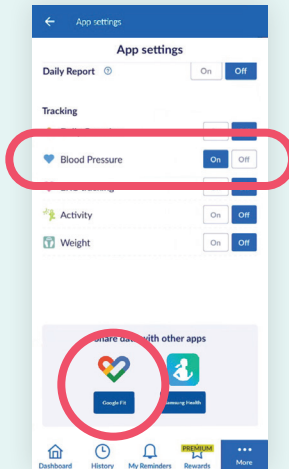 App settings
App settings
Daily Report ? On Off
Tracking
Blood Pressure On Off
Activity On Off
Weight On Off
Share data with other apps
Google Fit Samsung Health
PREMIUM
Dashboard History My Reminders Rewards More